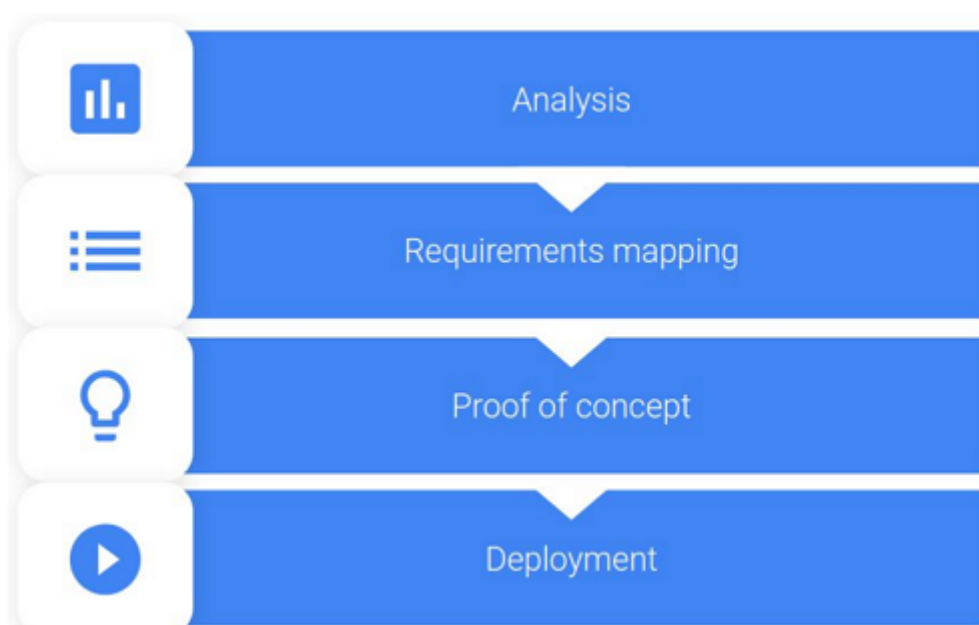 Analysis
Requirements mapping
Proof of concept
Deployment